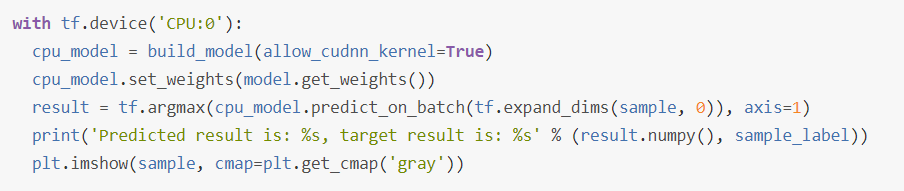 with tf.device('CPU:0'):
  cpu_model = build_model(allow_cudnn_kernel=True)
  cpu_model.set_weights(model.get_weights())
  result = tf.argmax(cpu_model.predict_on_batch(tf.expand_dims(sample, 0)), axis=1)
  print('Predicted result is: %s, target result is: %s' % (result.numpy(), sample_label))
  plt.imshow(sample, cmap=plt.get_cmap('gray'))